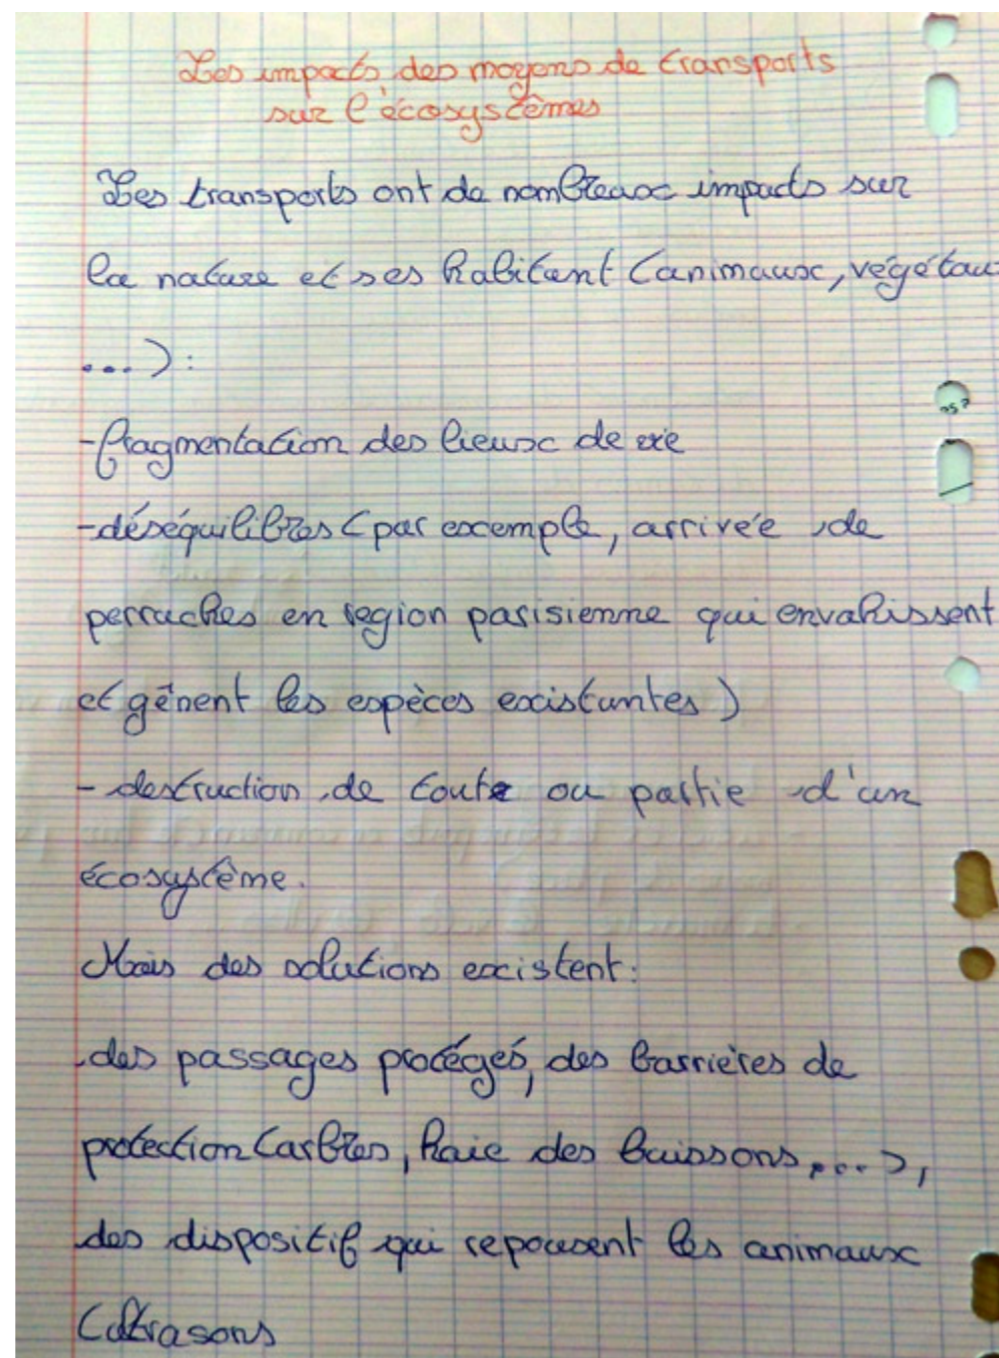 Les impacts des moyens de transports
sur l'écosystèmes
Les transports ont de nombreux impacts sur
la nature et ses habitant (animaux, végétau
...):
-fragmentation des lieux de vie
-déséquilibres (par exemple, arrivée de
perruches en region parisienne qui envahissent
et gênent les espèces existantes)
- destruction de toute ou partie d'un
écosystème.
Mais des solutions existent:
des passages protégés, des barrières de
protection (arbres, haie des buissons,...),
des dispositif qui repousent les animaux
(ultrasons